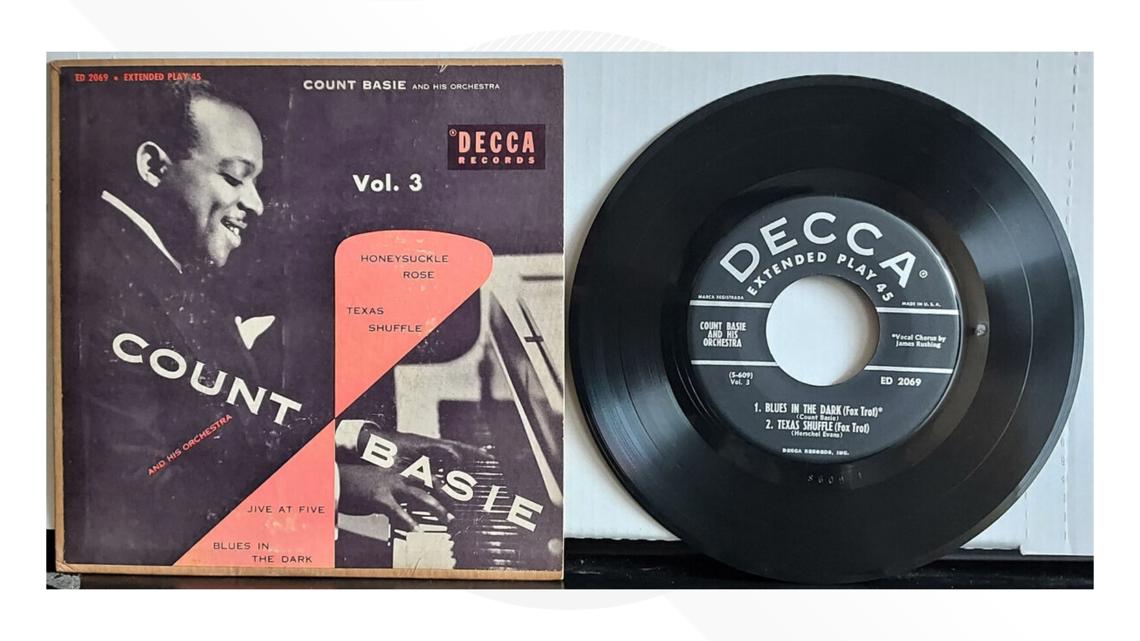 ED 2069 • EXTENDED PLAY 45
COUNT BASIE AND HIS ORCHESTRA
®DECCA
RECORDS
Vol. 3
HONEYSUCKLE
ROSE
TEXAS
SHUFFLE
COUNT
AND HIS ORCHESTRA
BASIE
JIVE AT FIVE
BLUES IN
THE DARK
DECCA®
EXTENDED PLAY 45
MARCA REGISTRADA
MADE IN U.S.A.
COUNT BASIE
AND HIS
ORCHESTRA
*Vocal Chorus by
James Rushing
(S-609)
Vol. 3
ED 2069
1. BLUES IN THE DARK (Fox Trot)*
(Count Basie)
2. TEXAS SHUFFLE (Fox Trot)
(Herschel Evans)
DECCA RECORDS, INC.